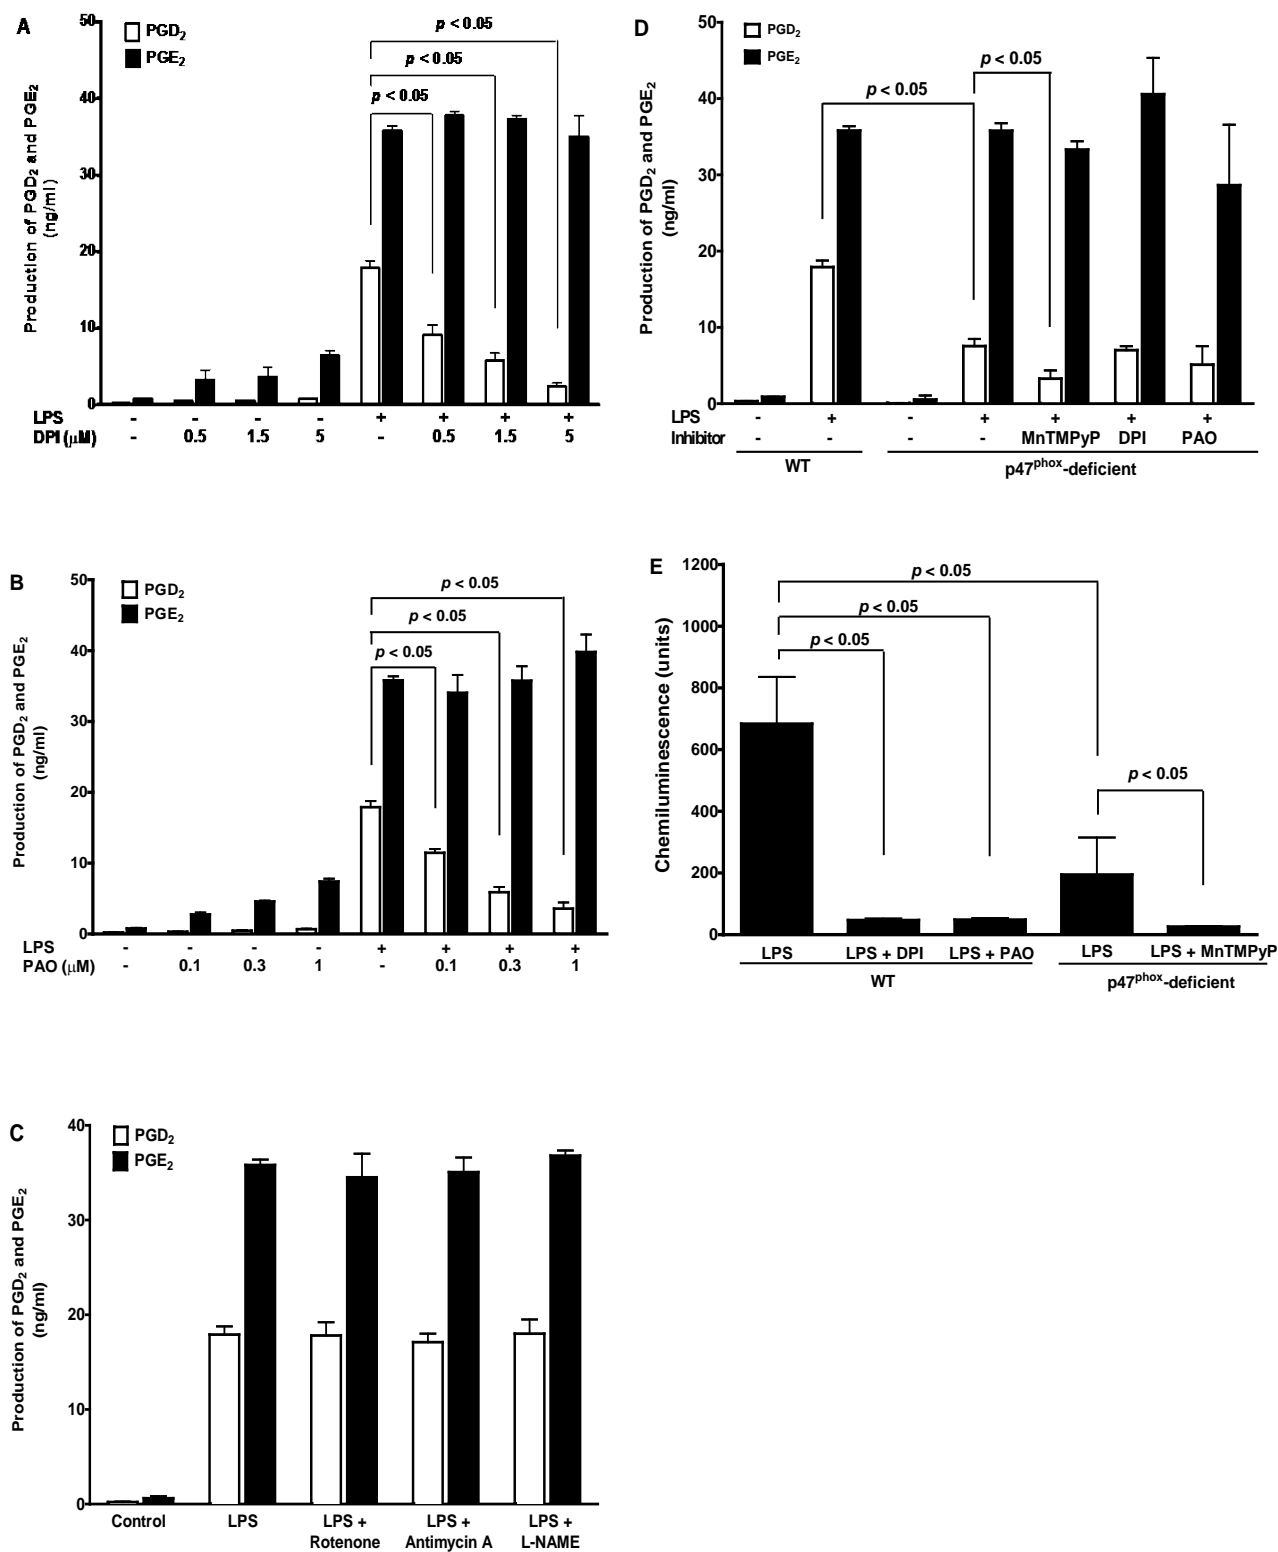 A
PGD2
PGE2
Production of PGD2 and PGE2
(ng/ml)
50
40
30
20
10
0
p < 0.05
p < 0.05
p < 0.05
LPS - - - - + + + +
DPI (μM) - 0.5 1.5 5 - 0.5 1.5 5
D
PGD2
PGE2
Production of PGD2 and PGE2
(ng/ml)
50
40
30
20
10
0
p < 0.05
p < 0.05
LPS - + - + + + +
Inhibitor - - - - MnTMPyP DPI PAO
WT p47phox-deficient
B
PGD2
PGE2
Production of PGD2 and PGE2
(ng/ml)
50
40
30
20
10
0
p < 0.05
p < 0.05
p < 0.05
LPS - - - - + + + +
PAO (μM) - 0.1 0.3 1 - 0.1 0.3 1
E
Chemiluminescence (units)
1200
1000
800
600
400
200
0
p < 0.05
p < 0.05
p < 0.05
p < 0.05
LPS LPS + DPI LPS + PAO LPS LPS + MnTMPyP
WT p47phox-deficient
C
PGD2
PGE2
Production of PGD2 and PGE2
(ng/ml)
40
30
20
10
0
Control LPS LPS + LPS + LPS +
Rotenone Antimycin A L-NAME